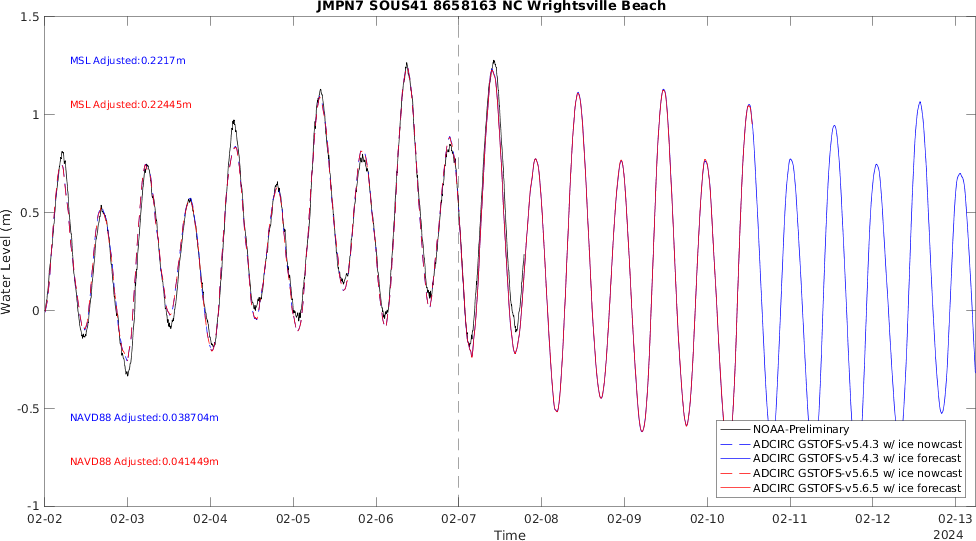 JMPN7 SOUS41 8658163 NC Wrightsville Beach
1.5
MSL Adjusted:0.2217m
MSL Adjusted:0.22445m
1
0.5
Water Level (m)
0
-0.5
NAVD88 Adjusted:0.038704m
NAVD88 Adjusted:0.041449m
NOAA-Preliminary
ADCIRC GSTOFS-v5.4.3 w/ ice nowcast
ADCIRC GSTOFS-v5.4.3 w/ ice forecast
ADCIRC GSTOFS-v5.6.5 w/ ice nowcast
ADCIRC GSTOFS-v5.6.5 w/ ice forecast
-1
02-02 02-03 02-04 02-05 02-06 02-07 02-08 02-09 02-10 02-11 02-12 02-13
Time
2024